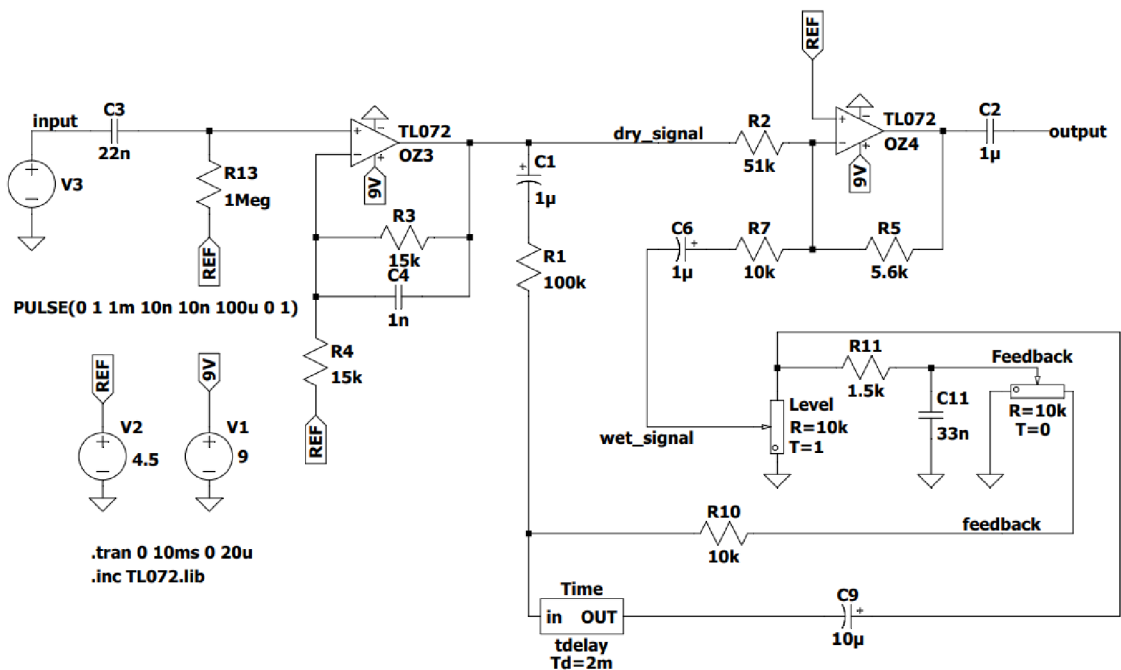 REF
input
C3
22n
V3
R13
1Meg
REF
TL072
OZ3
9V
R3
15k
C4
1n
R4
15k
REF
C1
1µ
R1
100k
dry_signal
R2
51k
TL072
OZ4
9V
C2
1µ
output
C6
1µ
R7
10k
R5
5.6k
PULSE(0 1 1m 10n 10n 100u 0 1)
REF
V2
4.5
9V
V1
9
wet_signal
Level
R=10k
T=1
R11
1.5k
C11
33n
Feedback
R=10k
T=0
R10
10k
feedback
.tran 0 10ms 0 20u
.inc TL072.lib
Time
in OUT
tdelay
Td=2m
C9
10µ